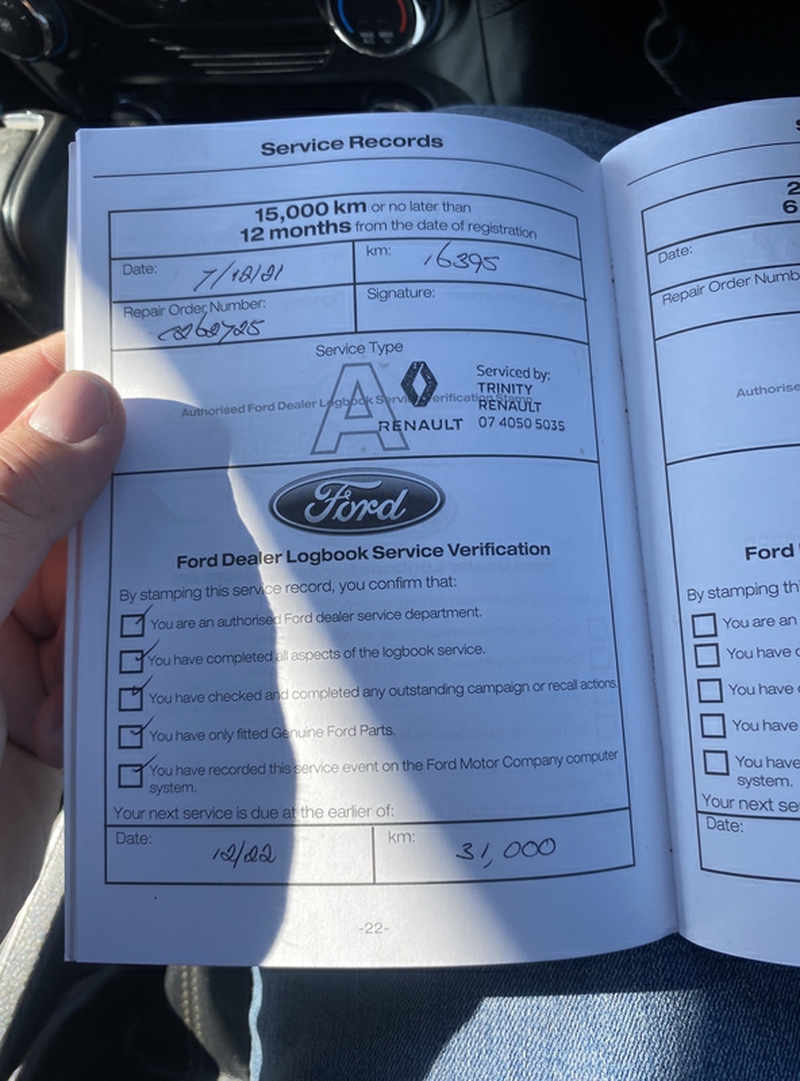 Service Records
15,000 km or no later than
12 months from the date of registration
Date: 7/12/21
km: 16395
Repair Order Number:
Signature:
Service Type
A
Authorised Ford Dealer Logbook Service Verification Stamp
RENAULT
Serviced by:
TRINITY
RENAULT
07 4050 5035
Ford
Ford Dealer Logbook Service Verification
By stamping this service record, you confirm that:
You are an authorised Ford dealer service department.
You have completed all aspects of the logbook service.
You have checked and completed any outstanding campaign or recall actions.
You have only fitted Genuine Ford Parts.
You have recorded this service event on the Ford Motor Company computer
system.
Your next service is due at the earlier of:
Date: 12/22
km: 31,000
-22-
2
6
Date:
Repair Order Numb
Authorise
Ford
By stamping th
You are an
You have
You have
You have
You have
system.
Your next se
Date: